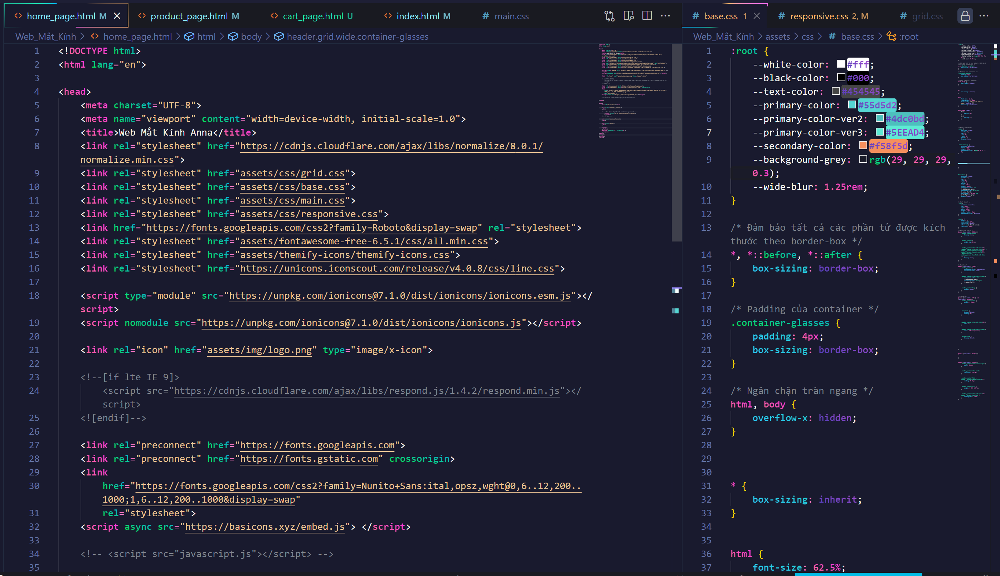 home_page.html M
product_page.html M
cart_page.html U
index.html M
main.css
Web_Mắt_Kính > home_page.html > html > body > header.grid.wide.container-glasses
1 <!DOCTYPE html>
2 <html lang="en">
3
4 <head>
5 <meta charset="UTF-8">
6 <meta name="viewport" content="width=device-width, initial-scale=1.0">
7 <title>Web Mắt Kính Anna</title>
8 <link rel="stylesheet" href="https://cdnjs.cloudflare.com/ajax/libs/normalize/8.0.1/
normalize.min.css">
9 <link rel="stylesheet" href="assets/css/grid.css">
10 <link rel="stylesheet" href="assets/css/base.css">
11 <link rel="stylesheet" href="assets/css/main.css">
12 <link rel="stylesheet" href="assets/css/responsive.css">
13 <link href="https://fonts.googleapis.com/css2?family=Roboto&display=swap" rel="stylesheet">
14 <link rel="stylesheet" href="assets/fontawesome-free-6.5.1/css/all.min.css">
15 <link rel="stylesheet" href="assets/themify-icons/themify-icons.css">
16 <link rel="stylesheet" href="https://unicons.iconscout.com/release/v4.0.8/css/line.css">
17
18 <script type="module" src="https://unpkg.com/ionicons@7.1.0/dist/ionicons/ionicons.esm.js"></
script>
19 <script nomodule src="https://unpkg.com/ionicons@7.1.0/dist/ionicons/ionicons.js"></script>
20
21 <link rel="icon" href="assets/img/logo.png" type="image/x-icon">
22
23 <!--[if lte IE 9]>
24 <script src="https://cdnjs.cloudflare.com/ajax/libs/respond.js/1.4.2/respond.min.js"></
script>
25 <![endif]-->
26
27 <link rel="preconnect" href="https://fonts.googleapis.com">
28 <link rel="preconnect" href="https://fonts.gstatic.com" crossorigin>
29 <link
30 href="https://fonts.googleapis.com/css2?family=Nunito+Sans:ital,opsz,wght@0,6..12,200..
1000;1,6..12,200..1000&display=swap"
31 rel="stylesheet">
32 <script async src="https://basicons.xyz/embed.js"> </script>
33
34 <!-- <script src="javascript.js"></script> -->
35
base.css 1
responsive.css 2, M
grid.css
Web_Mắt_Kính > assets > css > base.css > :root
1 :root {
2 --white-color: #fff;
3 --black-color: #000;
4 --text-color: #454545;
5 --primary-color: #55d5d2;
6 --primary-color-ver2: #4dc0bd;
7 --primary-color-ver3: #5EEAD4;
8 --secondary-color: #f58f5d;
9 --background-grey: rgb(29, 29, 29,
0.3);
10 --wide-blur: 1.25rem;
11 }
12
13 /* Đảm bảo tất cả các phần tử được kích
thước theo border-box */
14 *, *::before, *::after {
15 box-sizing: border-box;
16 }
17
18 /* Padding của container */
19 .container-glasses {
20 padding: 4px;
21 box-sizing: border-box;
22 }
23
24 /* Ngăn chặn tràn ngang */
25 html, body {
26 overflow-x: hidden;
27 }
28
29
30
31 * {
32 box-sizing: inherit;
33 }
34
35
36 html {
37 font-size: 62.5%;